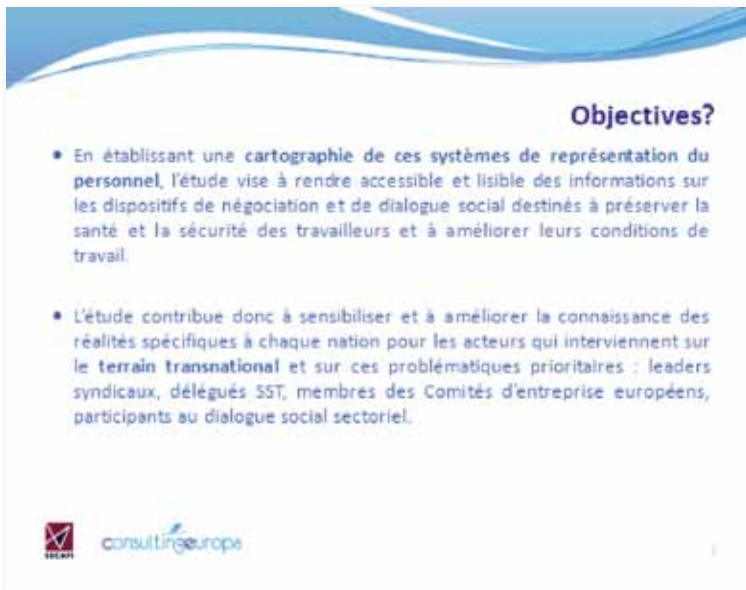 Objectives?
• En établissant une cartographie de ces systèmes de représentation du
personnel, l'étude vise à rendre accessible et lisible des informations sur
les dispositifs de négociation et de dialogue social destinés à préserver la
santé et la sécurité des travailleurs et à améliorer leurs conditions de
travail.
• L'étude contribue donc à sensibiliser et à améliorer la connaissance des
réalités spécifiques à chaque nation pour les acteurs qui interviennent sur
le terrain transnational et sur ces problématiques prioritaires : leaders
syndicaux, délégués SST, membres des Comités d'entreprise européens,
participants au dialogue social sectoriel.
SECAFI
consultingeuropa